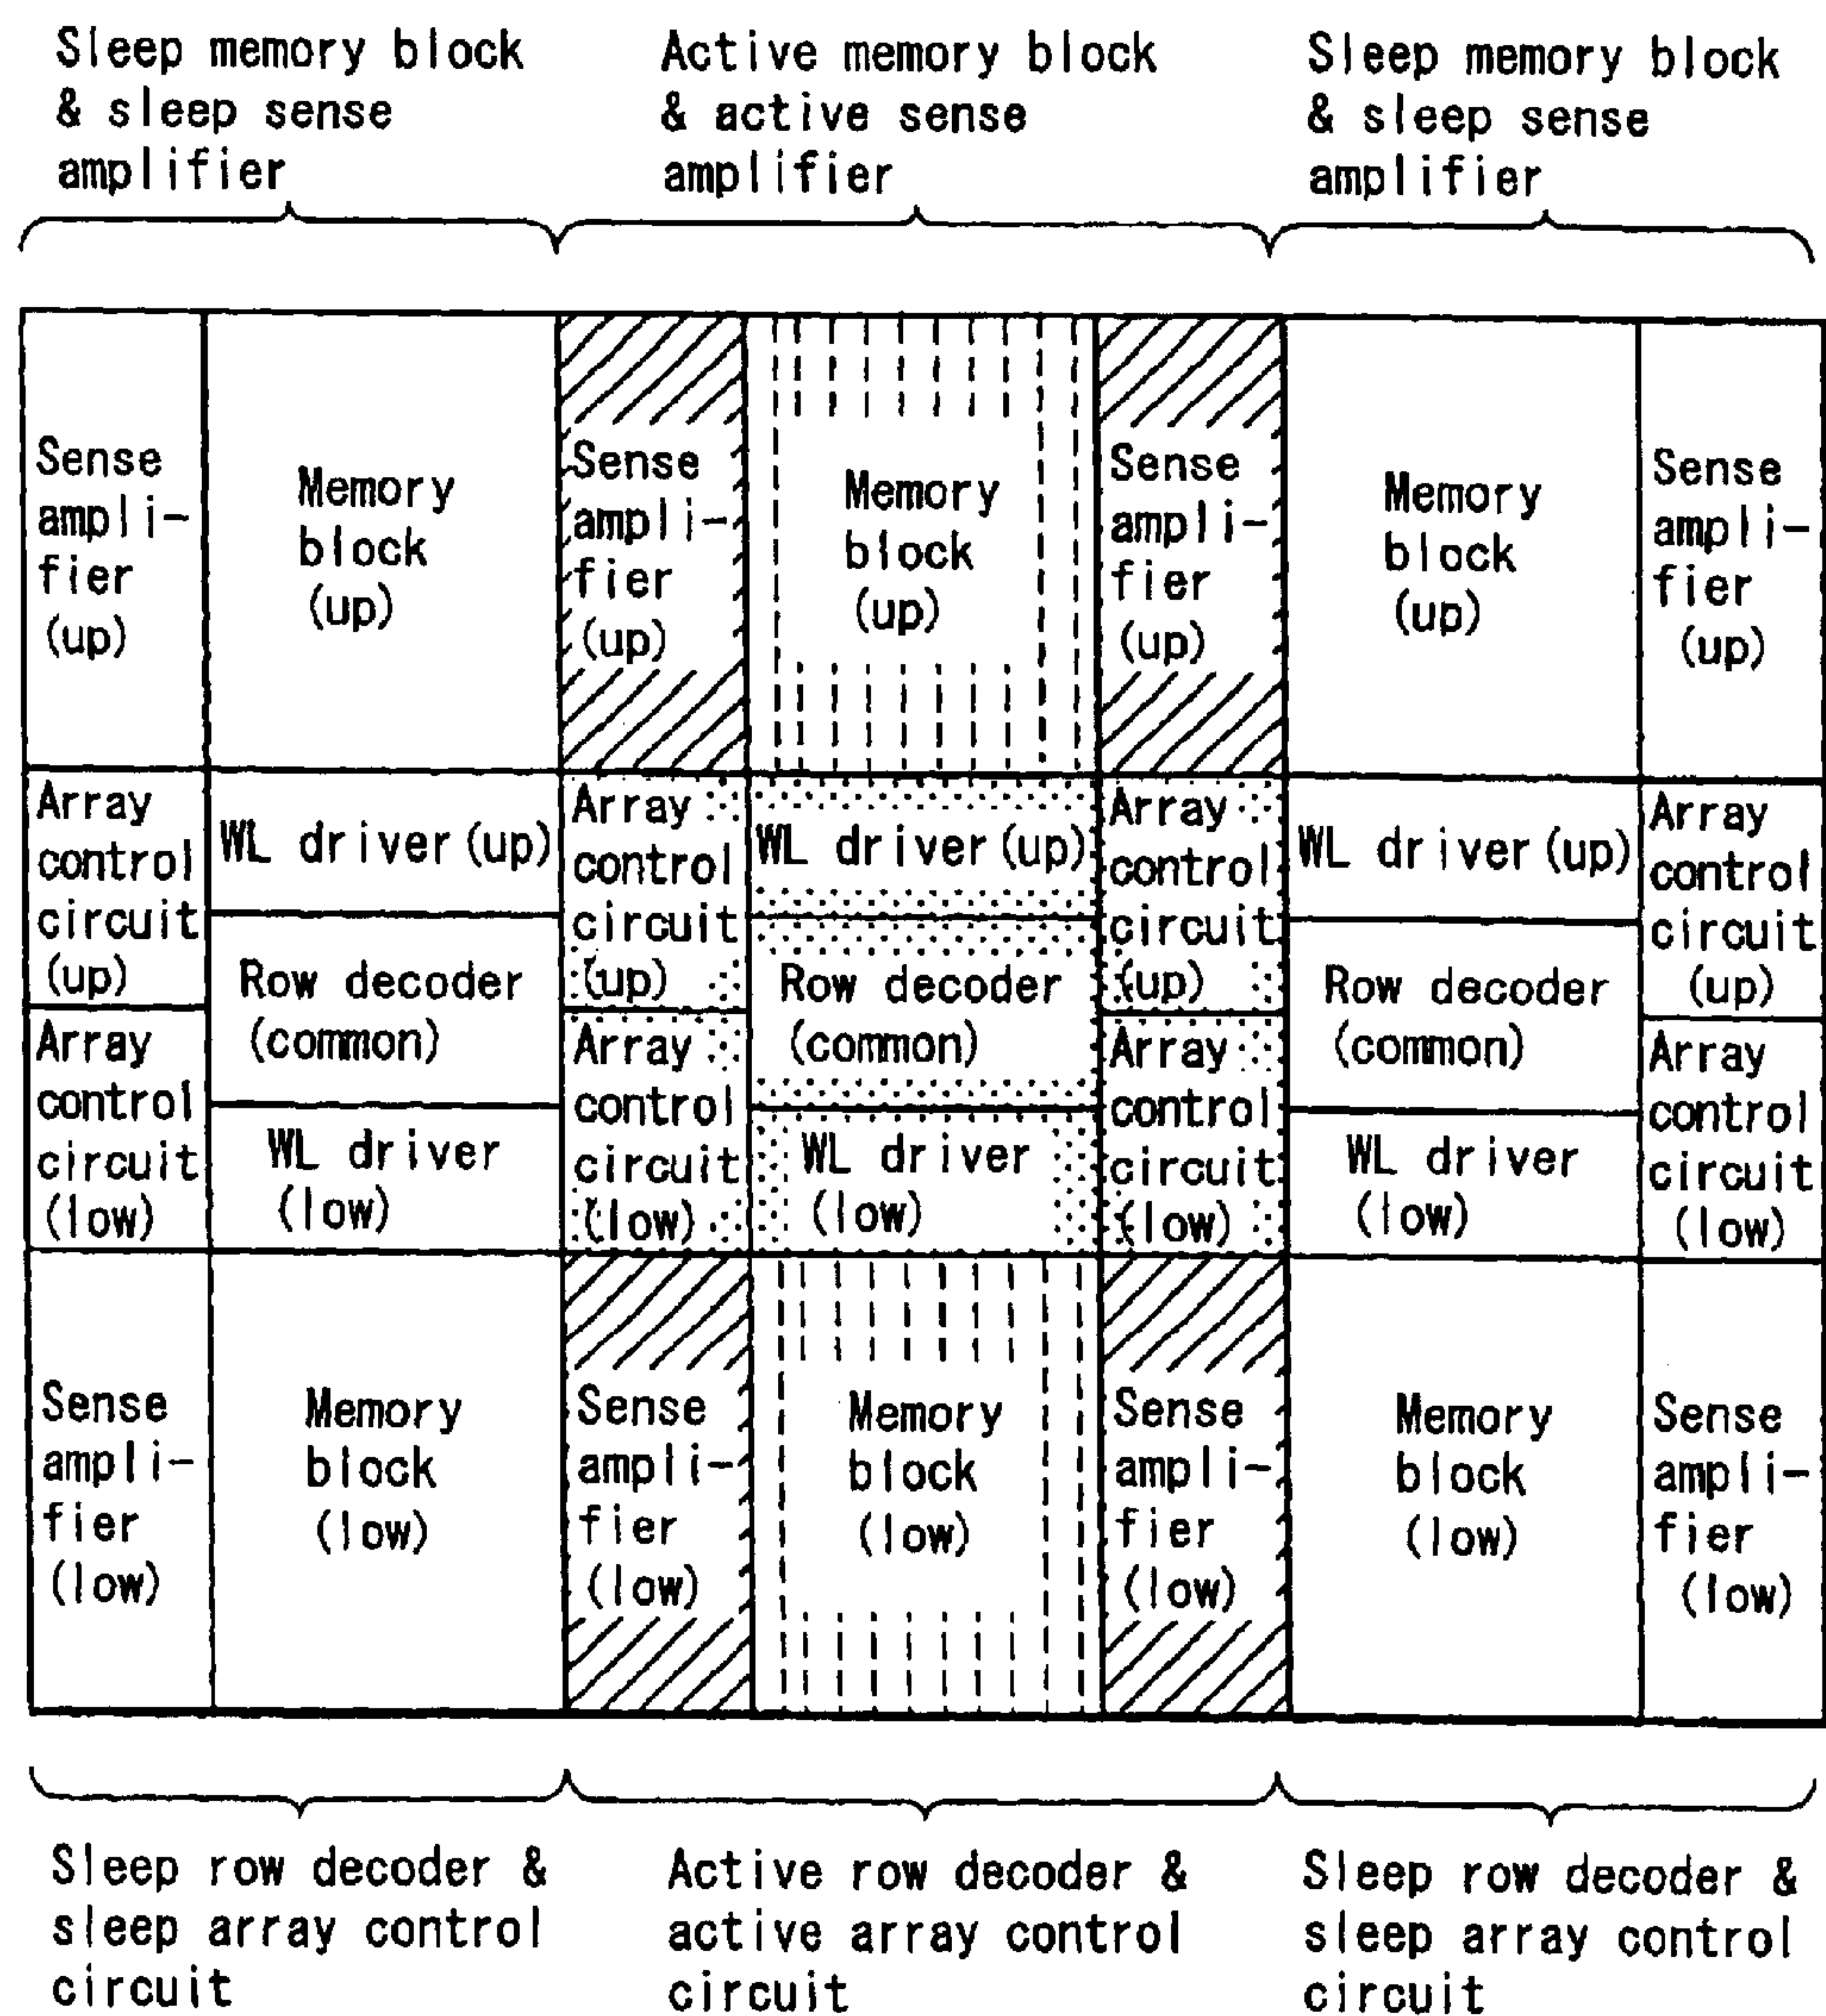 Sleep memory block
& sleep sense
amplifier
Active memory block
& active sense
amplifier
Sleep memory block
& sleep sense
amplifier
Sense
ampli-
fier
(up)
Memory
block
(up)
Sense
ampli-
fier
(up)
Memory
block
(up)
Sense
ampli-
fier
(up)
Memory
block
(up)
Sense
ampli-
fier
(up)
Array
control
circuit
(up)
WL driver(up)
Array
control
circuit
(up)
WL driver(up)
Array
control
circuit
(up)
WL driver(up)
Array
control
circuit
(up)
Row decoder
(common)
Row decoder
(common)
Row decoder
(common)
Array
control
circuit
(low)
WL driver
(low)
Array
control
circuit
(low)
WL driver
(low)
Array
control
circuit
(low)
WL driver
(low)
Array
control
circuit
(low)
Sense
ampli-
fier
(low)
Memory
block
(low)
Sense
ampli-
fier
(low)
Memory
block
(low)
Sense
ampli-
fier
(low)
Memory
block
(low)
Sense
ampli-
fier
(low)
Sleep row decoder &
sleep array control
circuit
Active row decoder &
active array control
circuit
Sleep row decoder &
sleep array control
circuit